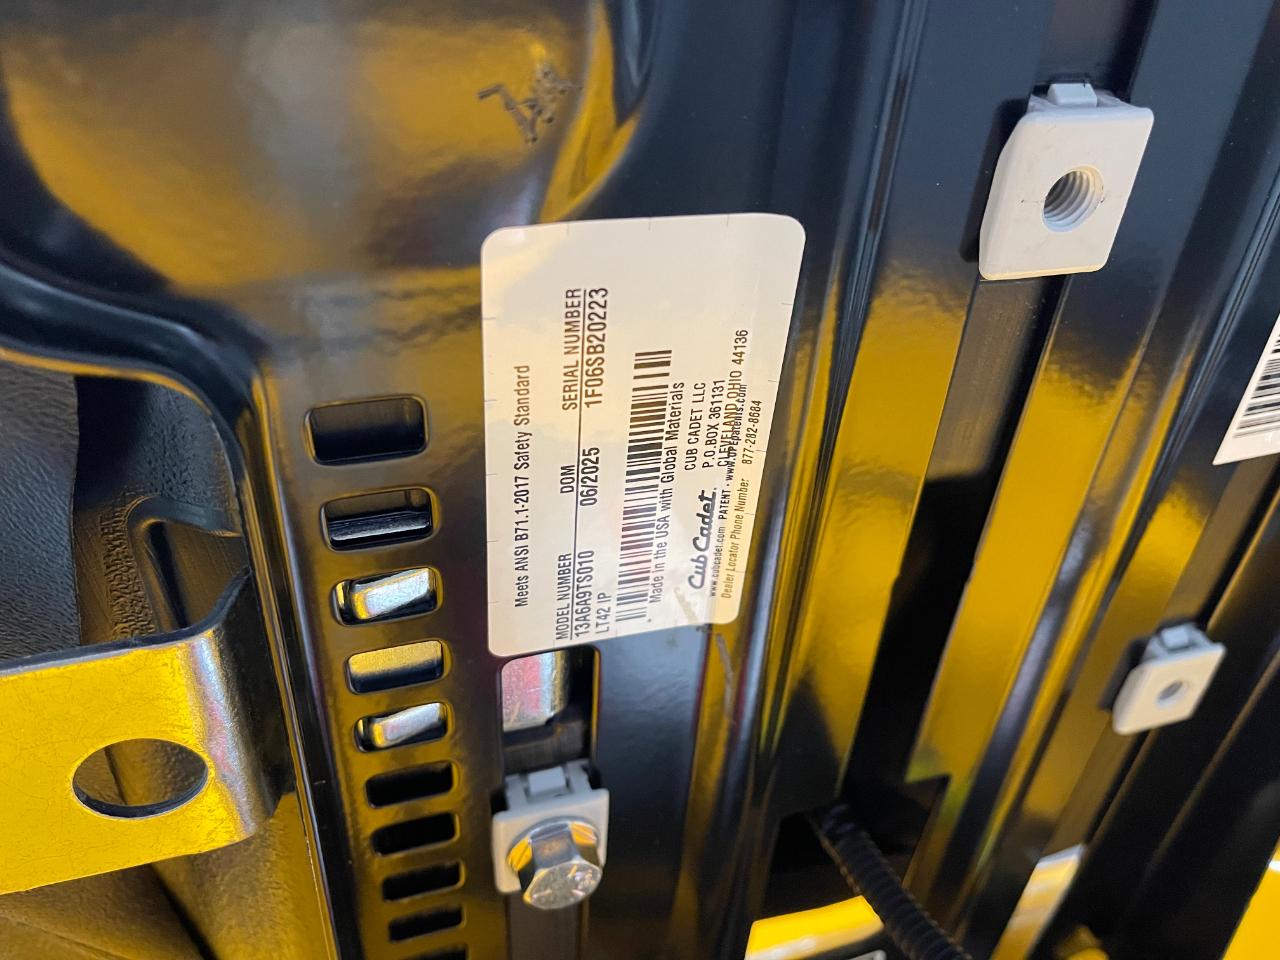 Meets ANSI B71.1-2017 Safety Standard
MODEL NUMBER DOM SERIAL NUMBER
13A6A9TS010 06/2025 1F06SB20223
LT42 IP
Made in the USA with Global Materials
CUB CADET LLC
P.O.BOX 361131
CLEVELAND,OHIO 44136
Cub Cadet.
www.cubcadet.com PATENT - www.
Dealer Locator Phone Number 877-282-8684